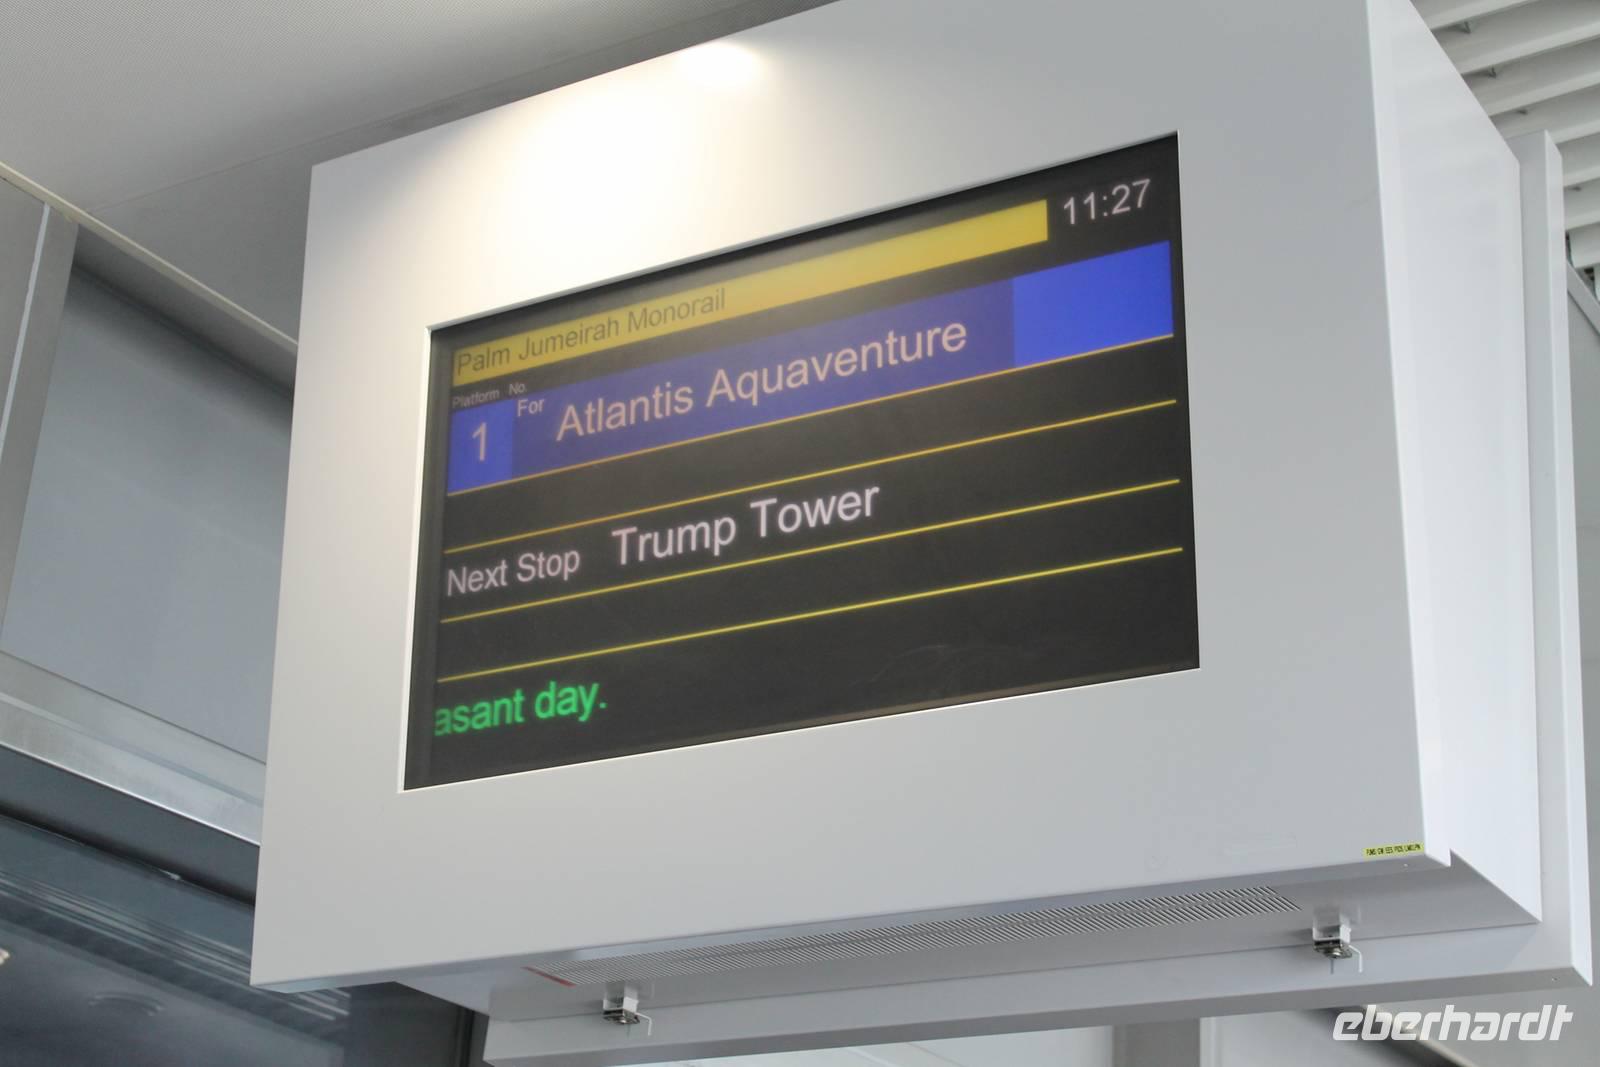 11:27
Palm Jumeirah Monorail
Platform No.
1 For Atlantis Aquaventure
Next Stop Trump Tower
asant day.
eberhardt